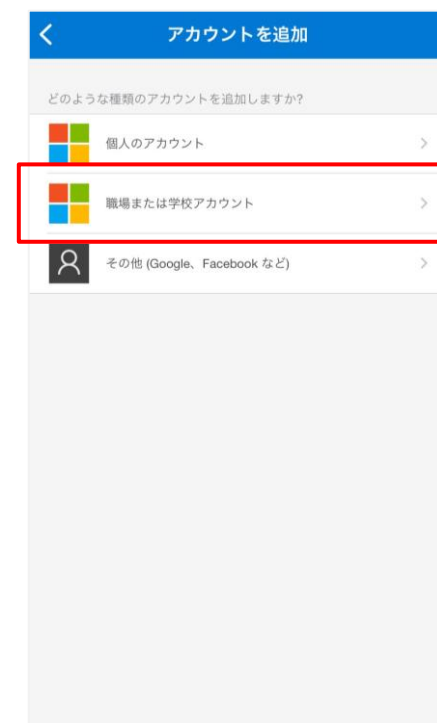 アカウントを追加
どのような種類のアカウントを追加しますか?
個人のアカウント
職場または学校アカウント
その他 (Google、Facebook など)